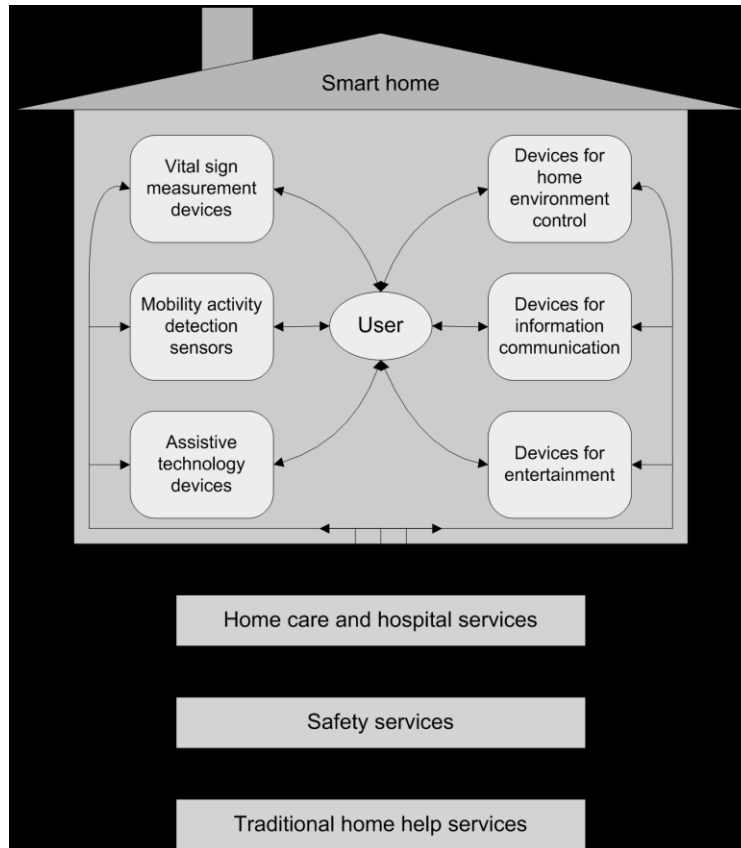 Smart home
Vital sign
measurement
devices
Devices for
home
environment
control
Mobility activity
detection
sensors
User
Devices for
information
communication
Assistive
technology
devices
Devices for
entertainment
Home care and hospital services
Safety services
Traditional home help services